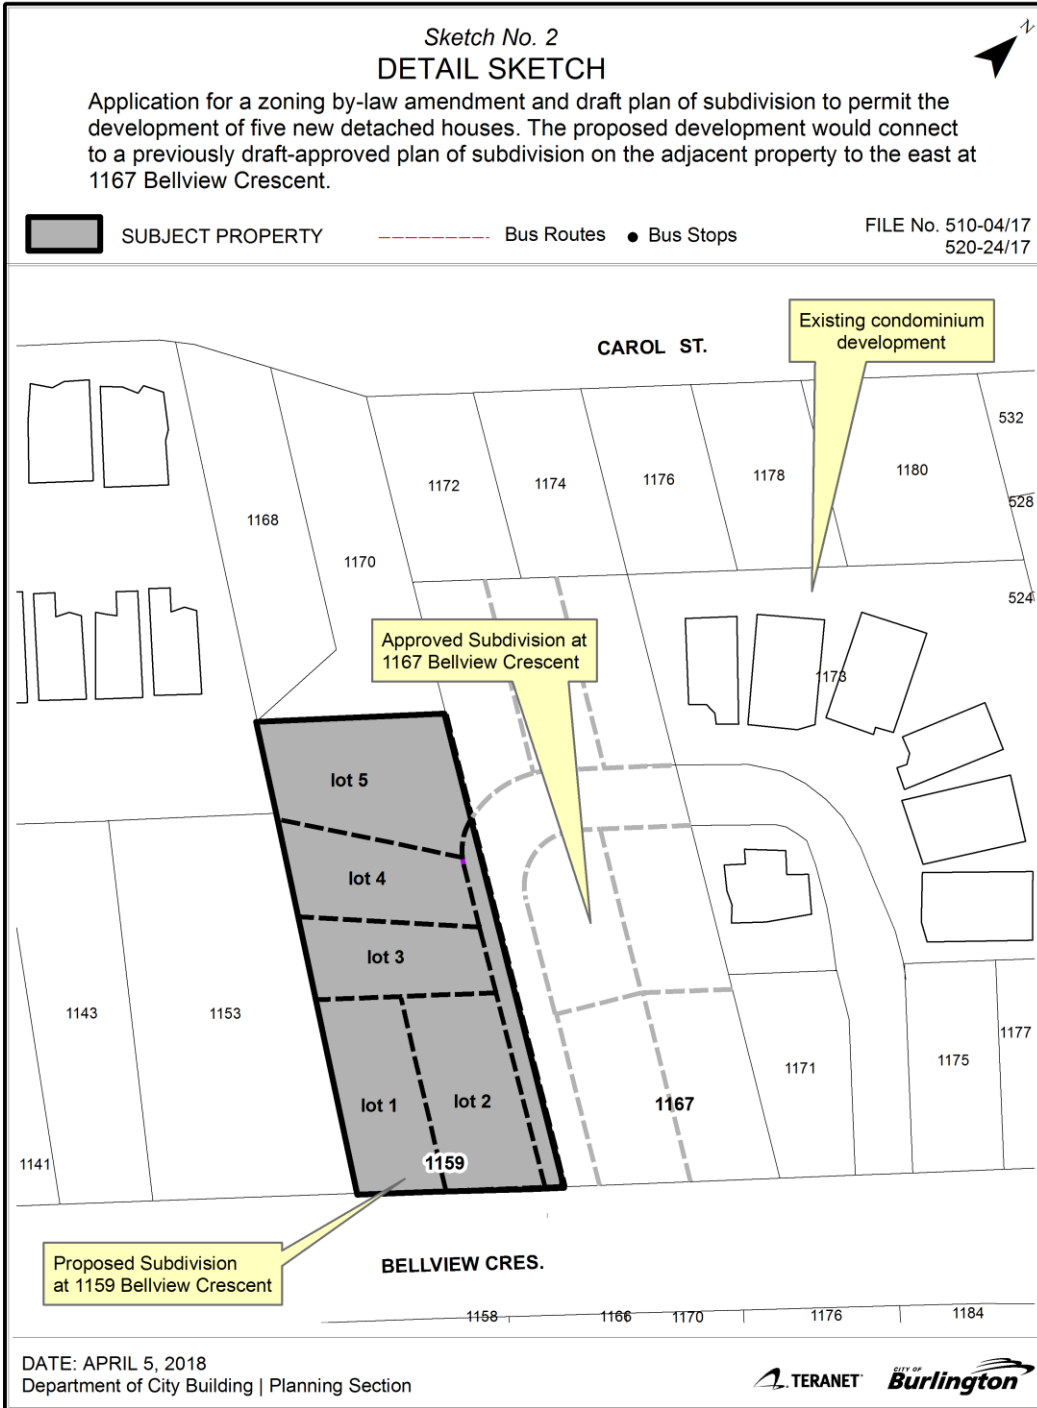 N
Sketch No. 2
DETAIL SKETCH
Application for a zoning by-law amendment and draft plan of subdivision to permit the
development of five new detached houses. The proposed development would connect
to a previously draft-approved plan of subdivision on the adjacent property to the east at
1167 Bellview Crescent.
SUBJECT PROPERTY
Bus Routes
Bus Stops
FILE No. 510-04/17
520-24/17
Existing condominium
development
CAROL ST.
532
1180
1178
1176
1174
1172
528
1168
1170
524
Approved Subdivision at
1167 Bellview Crescent
1173
lot 5
lot 4
lot 3
1143
1153
1177
1175
1171
lot 1
lot 2
1167
1141
1159
Proposed Subdivision
at 1159 Bellview Crescent
BELLVIEW CRES.
1158
1166
1170
1176
1184
DATE: APRIL 5, 2018
Department of City Building | Planning Section
TERANET
CITY OF
Burlington